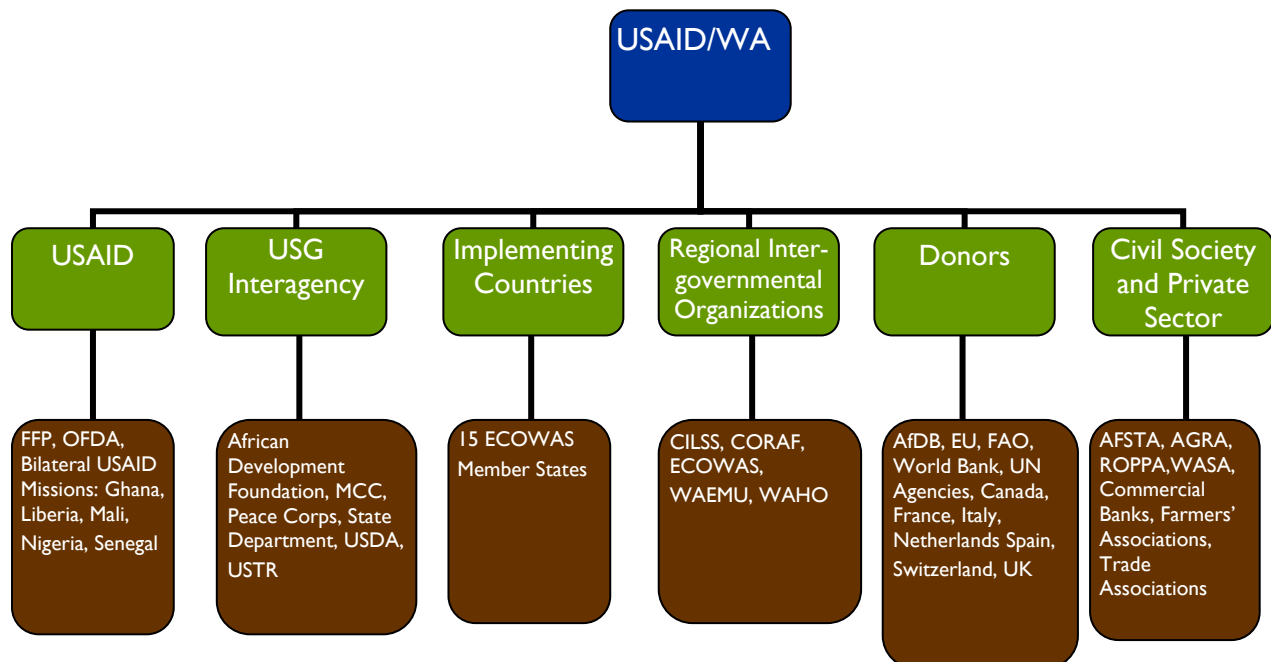 USAID/WA
USAID
USG
Interagency
Implementing
Countries
Regional Inter-
governmental
Organizations
Donors
Civil Society
and Private
Sector
FFP, OFDA,
Bilateral USAID
Missions: Ghana,
Liberia, Mali,
Nigeria, Senegal
African
Development
Foundation, MCC,
Peace Corps, State
Department, USDA,
USTR
15 ECOWAS
Member States
CILSS, CORAF,
ECOWAS,
WAEMU, WAHO
AfDB, EU, FAO,
World Bank, UN
Agencies, Canada,
France, Italy,
Netherlands Spain,
Switzerland, UK
AFSTA, AGRA,
ROPPA,WASA,
Commercial
Banks, Farmers’
Associations,
Trade
Associations